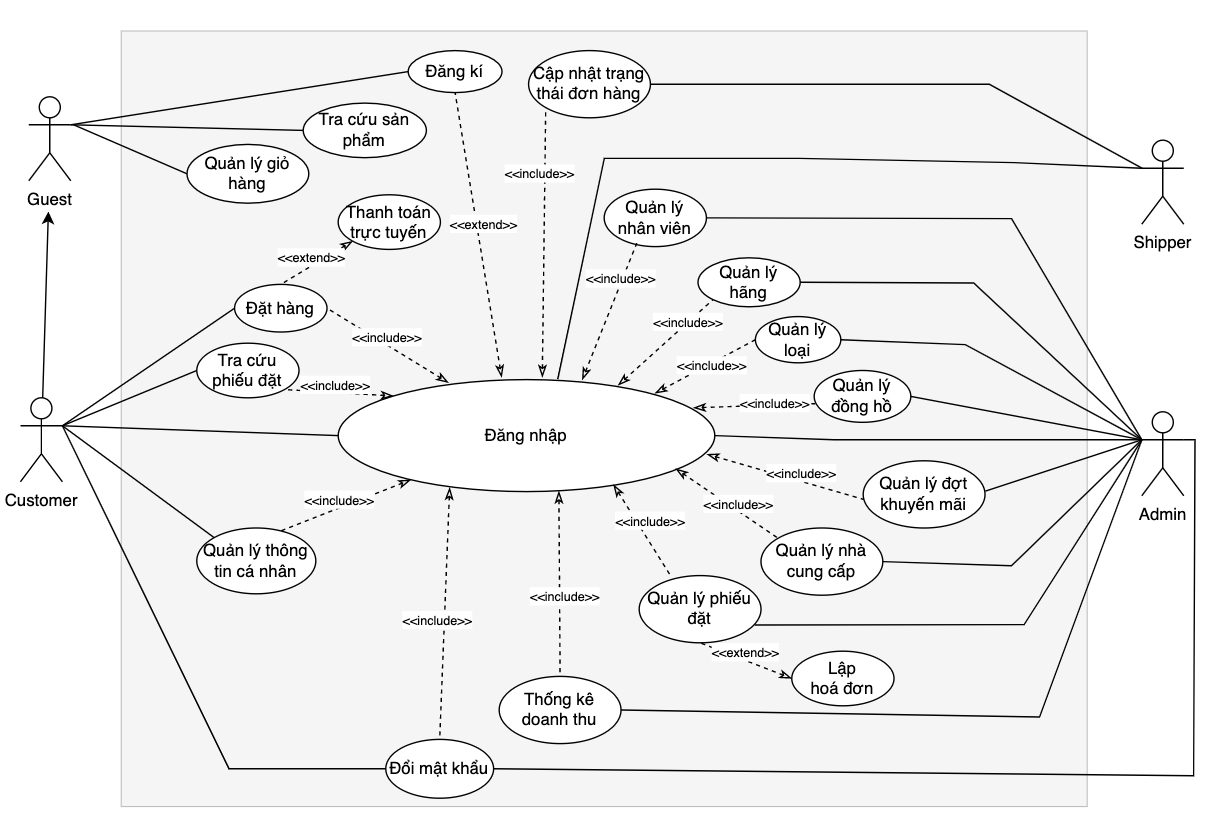 Đăng kí
Cập nhật trạng
thái đơn hàng
Tra cứu sản
phẩm
Quản lý giỏ
hàng
Guest
<<include>>
Shipper
Thanh toán
trực tuyến
<<extend>>
Quản lý
nhân viên
<<extend>>
<<include>>
Quản lý
hãng
Đặt hàng
<<include>>
<<include>>
Quản lý
loại
Tra cứu
phiếu đặt
<<include>>
<<include>>
Quản lý
đồng hồ
<<include>>
Đăng nhập
Customer
Admin
<<include>>
Quản lý đợt
khuyến mãi
<<include>>
<<include>>
<<include>>
Quản lý thông
tin cá nhân
Quản lý nhà
cung cấp
<<include>>
Quản lý phiếu
đặt
<<include>>
<<extend>>
Lập
hoá đơn
Thống kê
doanh thu
Đổi mật khẩu